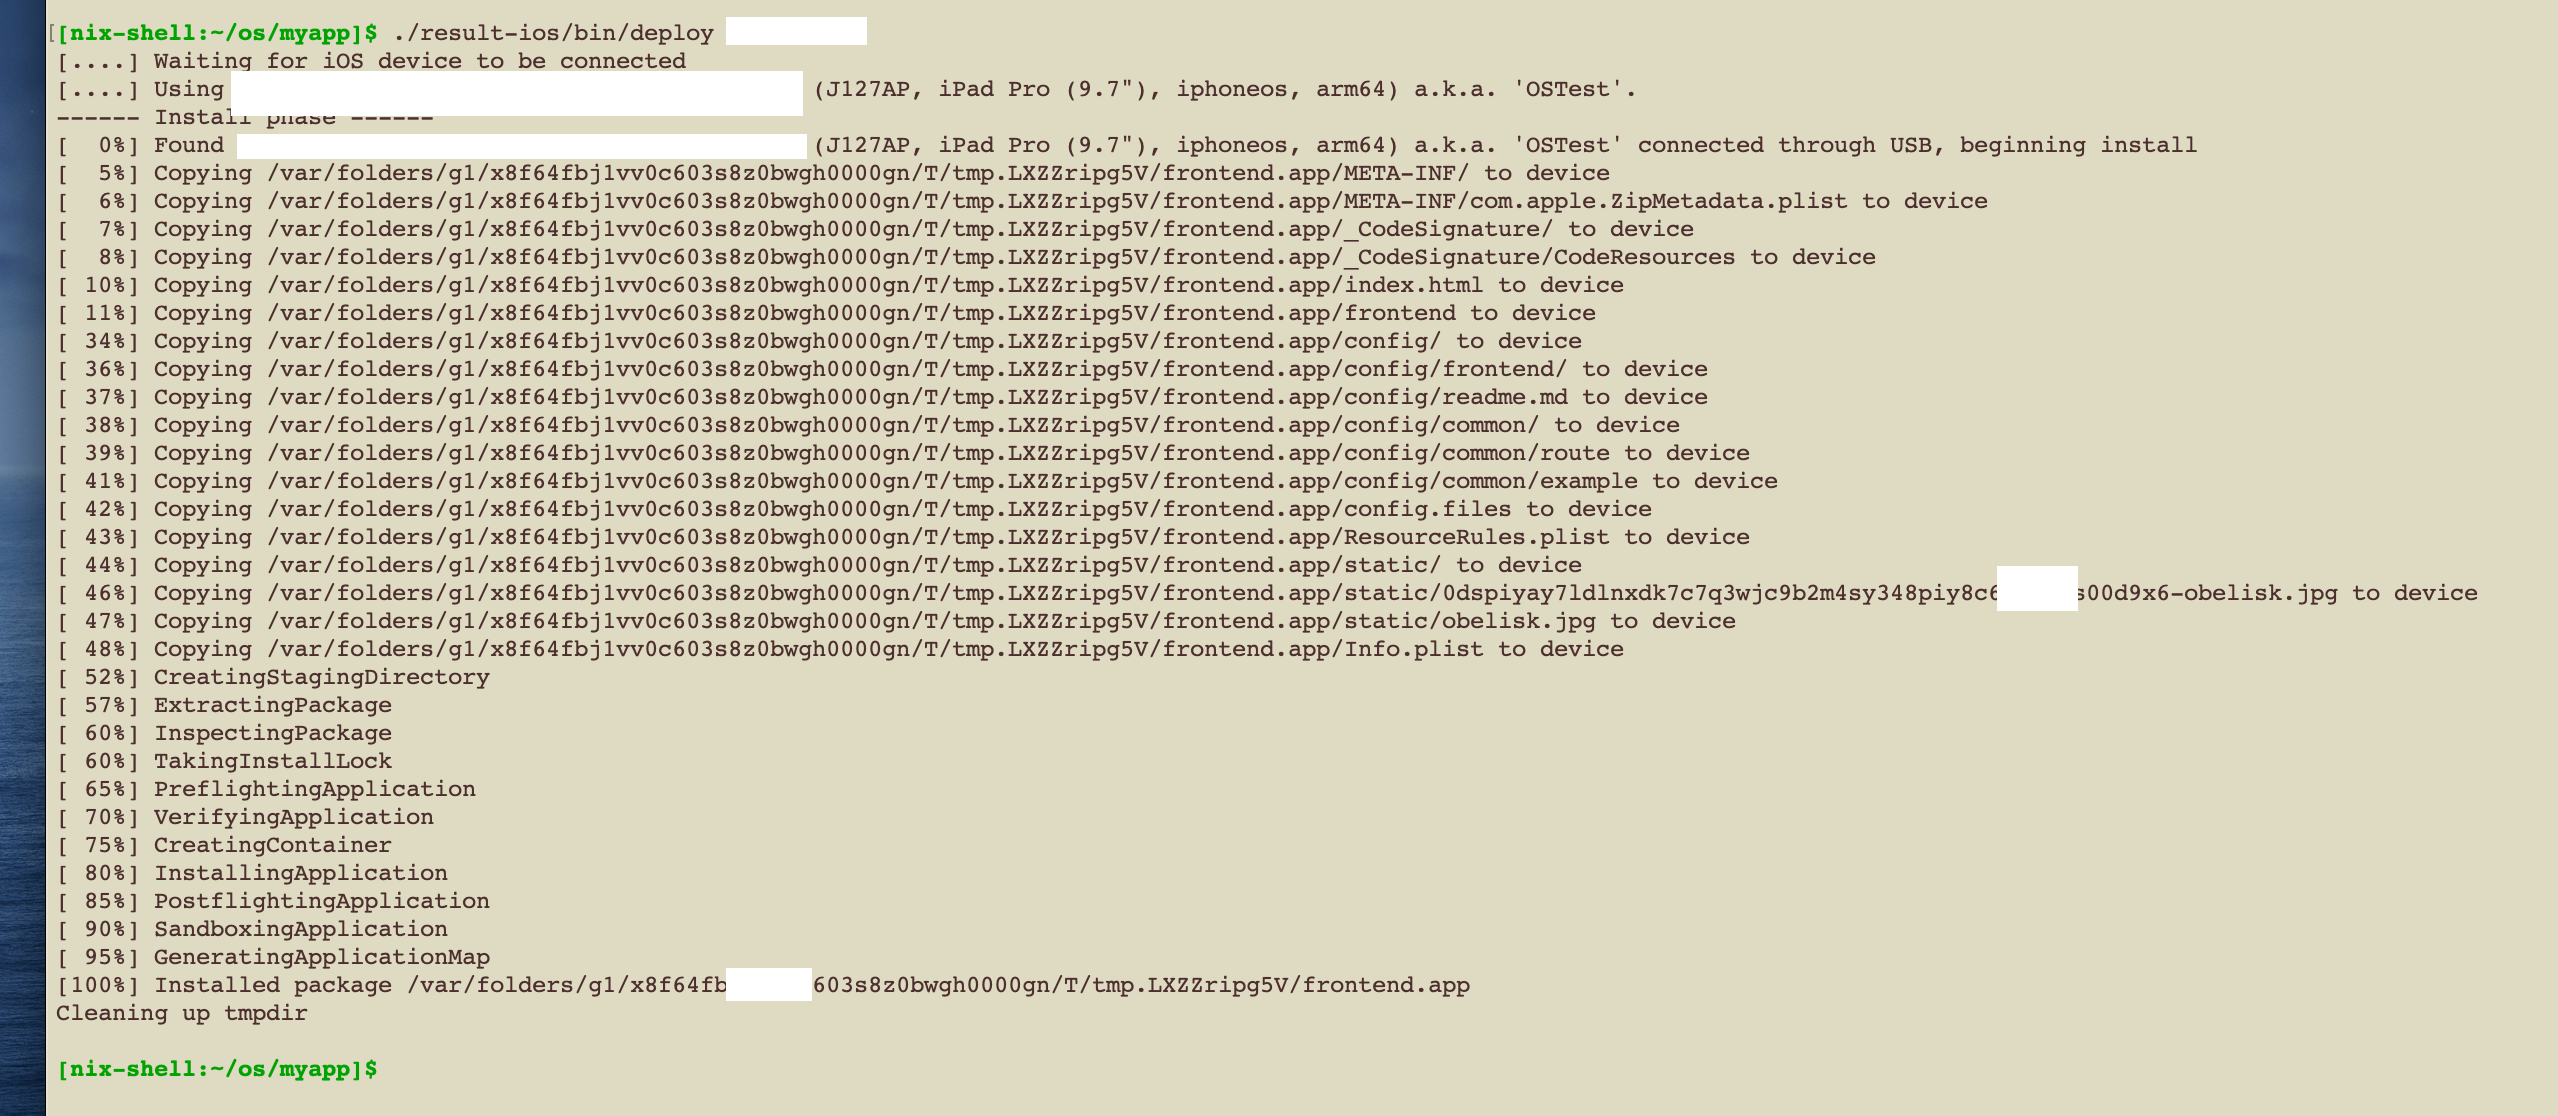 [[nix-shell:~/os/myapp]$ ./result-ios/bin/deploy
[....] Waiting for iOS device to be connected
[....] Using (J127AP, iPad Pro (9.7"), iphoneos, arm64) a.k.a. 'OSTest'.
------ Install phase ------
[  0%] Found (J127AP, iPad Pro (9.7"), iphoneos, arm64) a.k.a. 'OSTest' connected through USB, beginning install
[  5%] Copying /var/folders/g1/x8f64fbj1vv0c603s8z0bwgh0000gn/T/tmp.LXZZripg5V/frontend.app/META-INF/ to device
[  6%] Copying /var/folders/g1/x8f64fbj1vv0c603s8z0bwgh0000gn/T/tmp.LXZZripg5V/frontend.app/META-INF/com.apple.ZipMetadata.plist to device
[  7%] Copying /var/folders/g1/x8f64fbj1vv0c603s8z0bwgh0000gn/T/tmp.LXZZripg5V/frontend.app/_CodeSignature/ to device
[  8%] Copying /var/folders/g1/x8f64fbj1vv0c603s8z0bwgh0000gn/T/tmp.LXZZripg5V/frontend.app/_CodeSignature/CodeResources to device
[ 10%] Copying /var/folders/g1/x8f64fbj1vv0c603s8z0bwgh0000gn/T/tmp.LXZZripg5V/frontend.app/index.html to device
[ 11%] Copying /var/folders/g1/x8f64fbj1vv0c603s8z0bwgh0000gn/T/tmp.LXZZripg5V/frontend.app/frontend to device
[ 34%] Copying /var/folders/g1/x8f64fbj1vv0c603s8z0bwgh0000gn/T/tmp.LXZZripg5V/frontend.app/config/ to device
[ 36%] Copying /var/folders/g1/x8f64fbj1vv0c603s8z0bwgh0000gn/T/tmp.LXZZripg5V/frontend.app/config/frontend/ to device
[ 37%] Copying /var/folders/g1/x8f64fbj1vv0c603s8z0bwgh0000gn/T/tmp.LXZZripg5V/frontend.app/config/readme.md to device
[ 38%] Copying /var/folders/g1/x8f64fbj1vv0c603s8z0bwgh0000gn/T/tmp.LXZZripg5V/frontend.app/config/common/ to device
[ 39%] Copying /var/folders/g1/x8f64fbj1vv0c603s8z0bwgh0000gn/T/tmp.LXZZripg5V/frontend.app/config/common/route to device
[ 41%] Copying /var/folders/g1/x8f64fbj1vv0c603s8z0bwgh0000gn/T/tmp.LXZZripg5V/frontend.app/config/common/example to device
[ 42%] Copying /var/folders/g1/x8f64fbj1vv0c603s8z0bwgh0000gn/T/tmp.LXZZripg5V/frontend.app/config.files to device
[ 43%] Copying /var/folders/g1/x8f64fbj1vv0c603s8z0bwgh0000gn/T/tmp.LXZZripg5V/frontend.app/ResourceRules.plist to device
[ 44%] Copying /var/folders/g1/x8f64fbj1vv0c603s8z0bwgh0000gn/T/tmp.LXZZripg5V/frontend.app/static/ to device
[ 46%] Copying /var/folders/g1/x8f64fbj1vv0c603s8z0bwgh0000gn/T/tmp.LXZZripg5V/frontend.app/static/0dspiyay7ldlnxdk7c7q3wjc9b2m4sy348piy8c6 s00d9x6-obelisk.jpg to device
[ 47%] Copying /var/folders/g1/x8f64fbj1vv0c603s8z0bwgh0000gn/T/tmp.LXZZripg5V/frontend.app/static/obelisk.jpg to device
[ 48%] Copying /var/folders/g1/x8f64fbj1vv0c603s8z0bwgh0000gn/T/tmp.LXZZripg5V/frontend.app/Info.plist to device
[ 52%] CreatingStagingDirectory
[ 57%] ExtractingPackage
[ 60%] InspectingPackage
[ 60%] TakingInstallLock
[ 65%] PreflightingApplication
[ 70%] VerifyingApplication
[ 75%] CreatingContainer
[ 80%] InstallingApplication
[ 85%] PostflightingApplication
[ 90%] SandboxingApplication
[ 95%] GeneratingApplicationMap
[100%] Installed package /var/folders/g1/x8f64fb 603s8z0bwgh0000gn/T/tmp.LXZZripg5V/frontend.app
Cleaning up tmpdir
[nix-shell:~/os/myapp]$